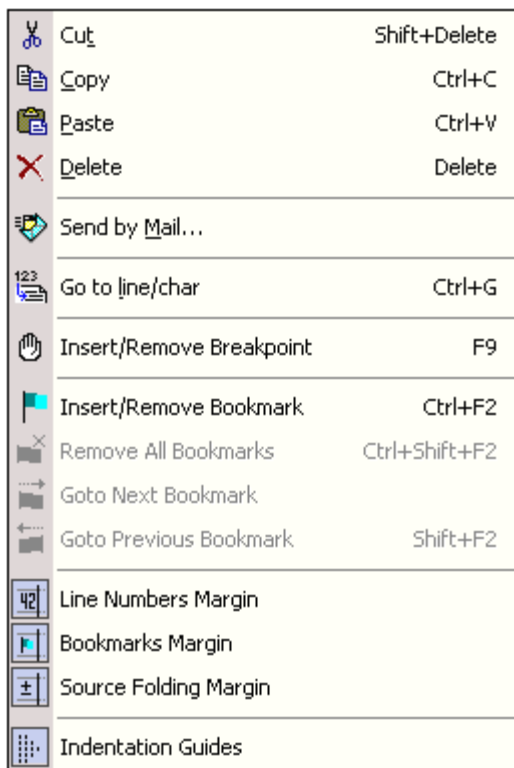 Cut Shift+Delete
Copy Ctrl+C
Paste Ctrl+V
Delete Delete
Send by Mail...
123 Go to line/char Ctrl+G
Insert/Remove Breakpoint F9
Insert/Remove Bookmark Ctrl+F2
Remove All Bookmarks Ctrl+Shift+F2
Goto Next Bookmark
Goto Previous Bookmark Shift+F2
42 Line Numbers Margin
Bookmarks Margin
± Source Folding Margin
Indentation Guides